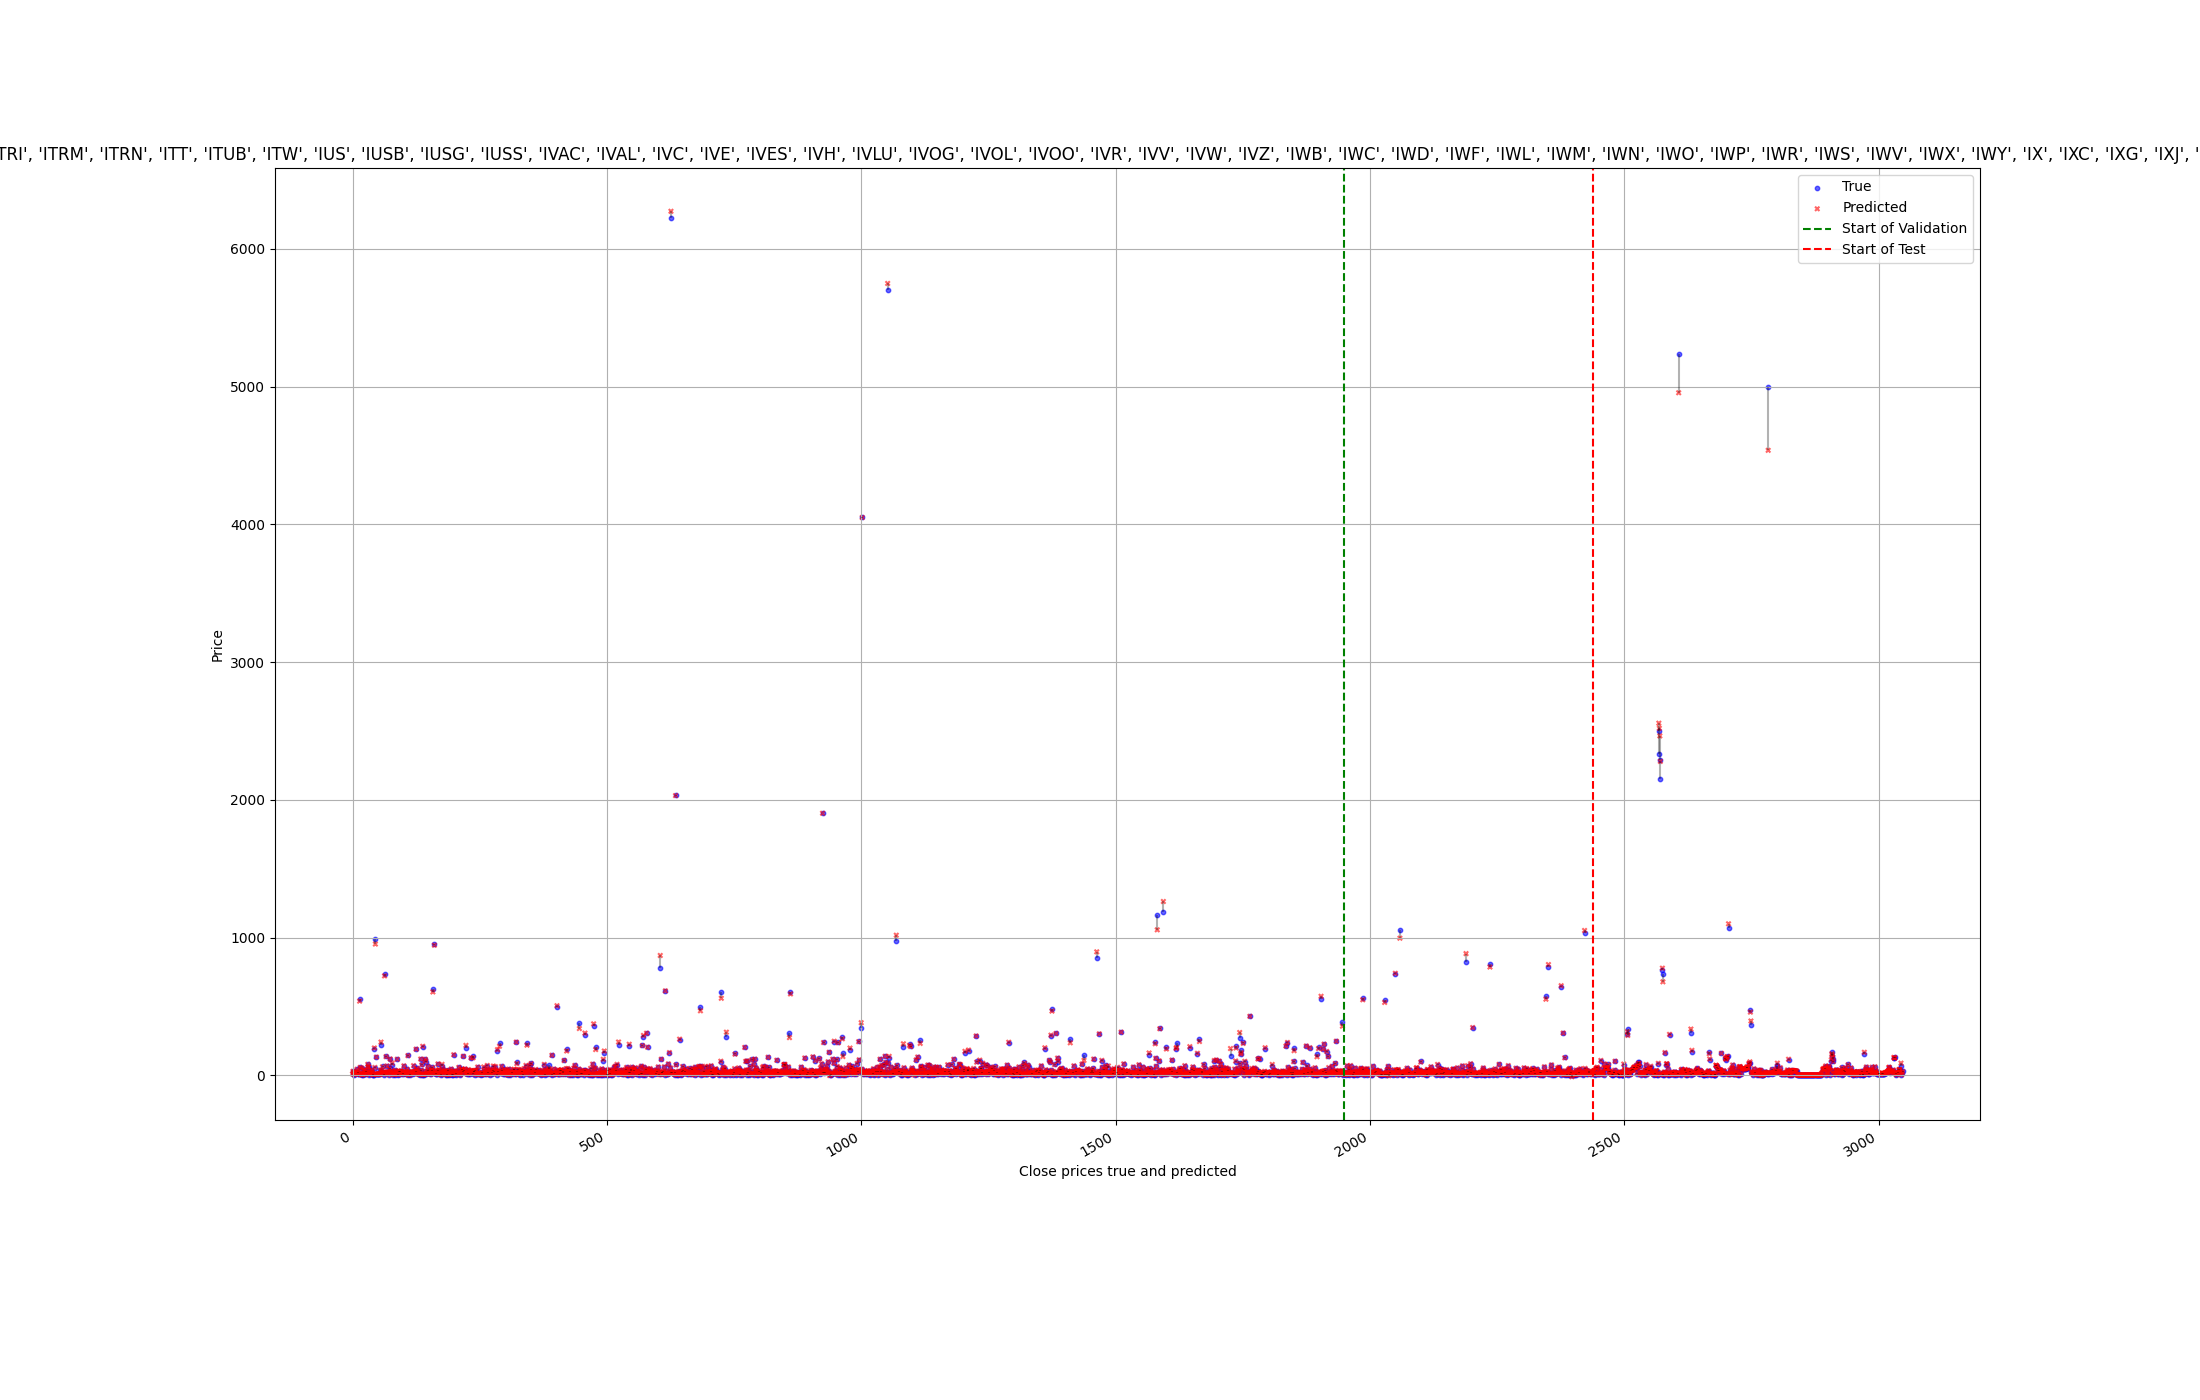 TRI', 'ITRM', 'ITRN', 'ITT', 'ITUB', 'ITW', 'IUS', 'IUSB', 'IUSG', 'IUSS', 'IVAC', 'IVAL', 'IVC', 'IVE', 'IVES', 'IVH', 'IVLU', 'IVOG', 'IVOL', 'IVOO', 'IVR', 'IVV', 'IVW', 'IVZ', 'IWB', 'IWC', 'IWD', 'IWF', 'IWL', 'IWM', 'IWN', 'IWO', 'IWP', 'IWR', 'IWS', 'IWV', 'IWX', 'IWY', 'IX', 'IXC', 'IXG', 'IXJ', '
True
Predicted
Start of Validation
Start of Test
6000
5000
4000
3000
2000
1000
0
Price
0
500
1000
1500
2000
2500
3000
Close prices true and predicted